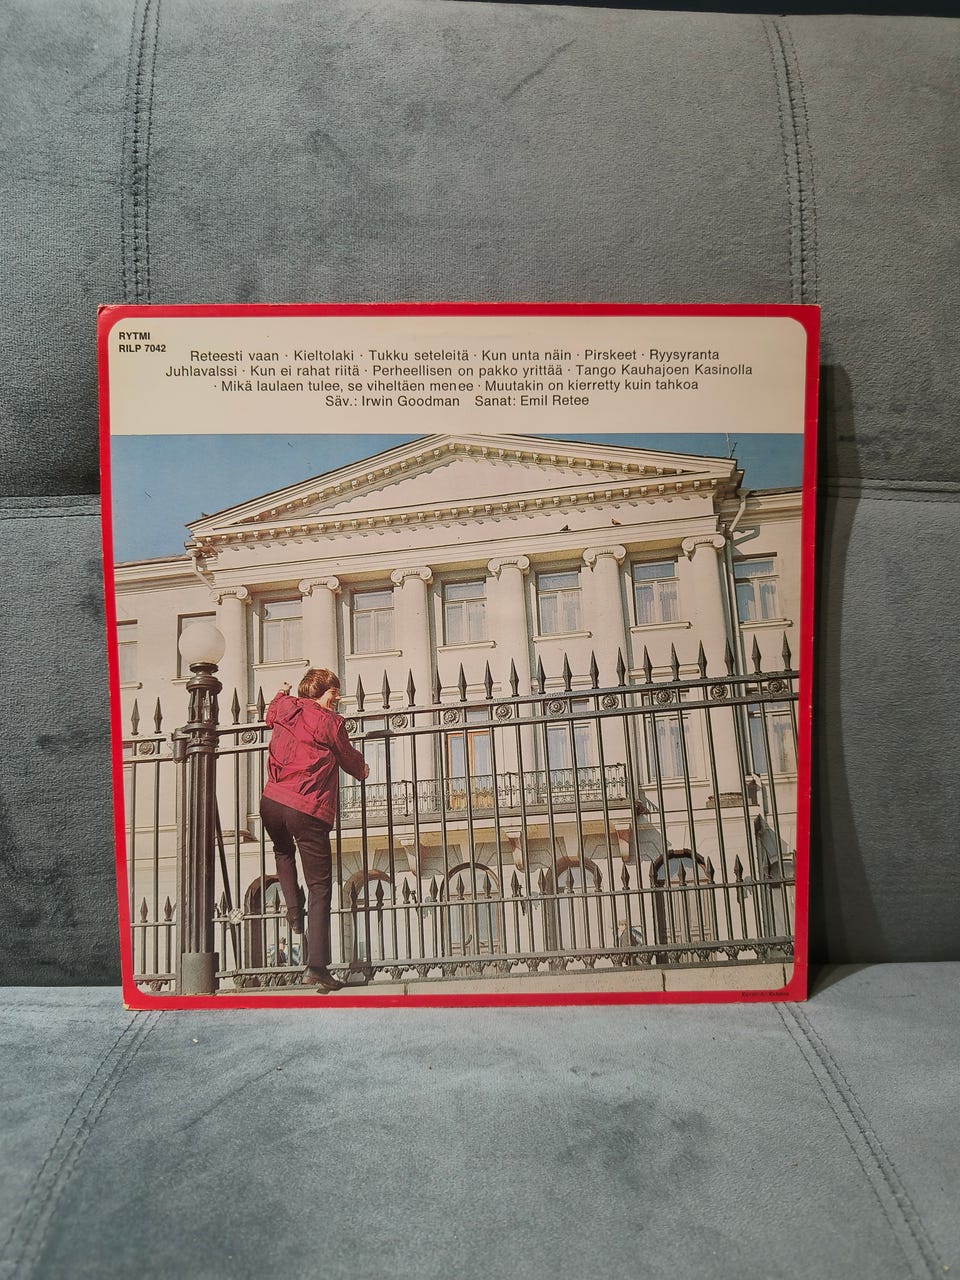 RYTMI
RILP 7042
Reteesti vaan · Kieltolaki · Tukku seteleitä · Kun unta näin · Pirskeet · Ryysyranta
Juhlavalssi · Kun ei rahat riitä · Perheellisen on pakko yrittää · Tango Kauhajoen Kasinolla
· Mikä laulaen tulee, se viheltäen menee · Muutakin on kierretty kuin tahkoa
Säv.: Irwin Goodman Sanat: Emil Retee